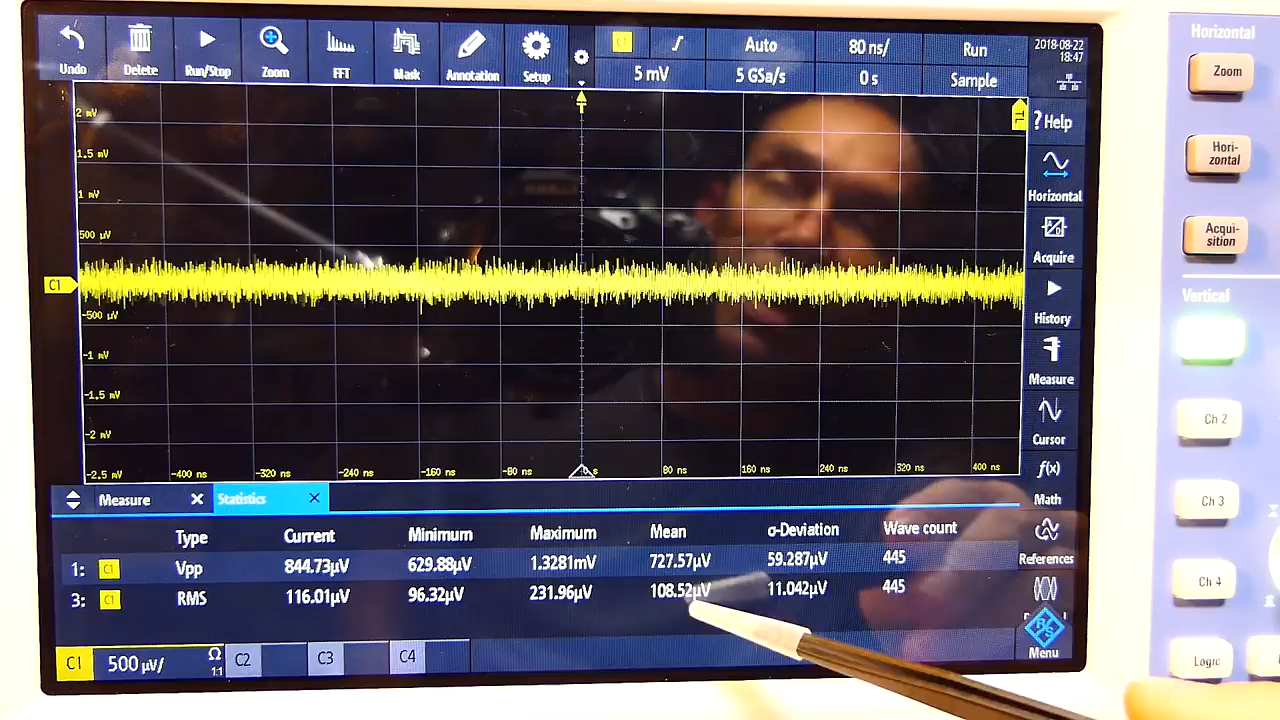 Undo Delete Run/Stop Zoom FFT Mask Annotation Setup
C1 Auto 80 ns/ Run
5 mV 5 GSa/s 0 s Sample
2018-08-22
18:47
2 mV
1.5 mV
1 mV
500 µV
C1
-500 µV
-1 mV
-1.5 mV
-2 mV
-2.5 mV -400 ns -320 ns -240 ns -160 ns -80 ns 0 s 80 ns 160 ns 240 ns 320 ns 400 ns
TL
? Help
Horizontal
Acquire
History
Measure
Cursor
f(x)
Math
References
R&S
Menu
Measure Statistics
Type Current Minimum Maximum Mean σ-Deviation Wave count
1: C1 Vpp 844.73µV 629.88µV 1.3281mV 727.57µV 59.287µV 445
3: C1 RMS 116.01µV 96.32µV 231.96µV 108.52µV 11.042µV 445
C1 500 µV/ Ω 1:1 C2 C3 C4
Horizontal
Zoom
Hori-
zontal
Acqui-
sition
Vertical
Ch 2
Ch 3
Ch 4
Logic